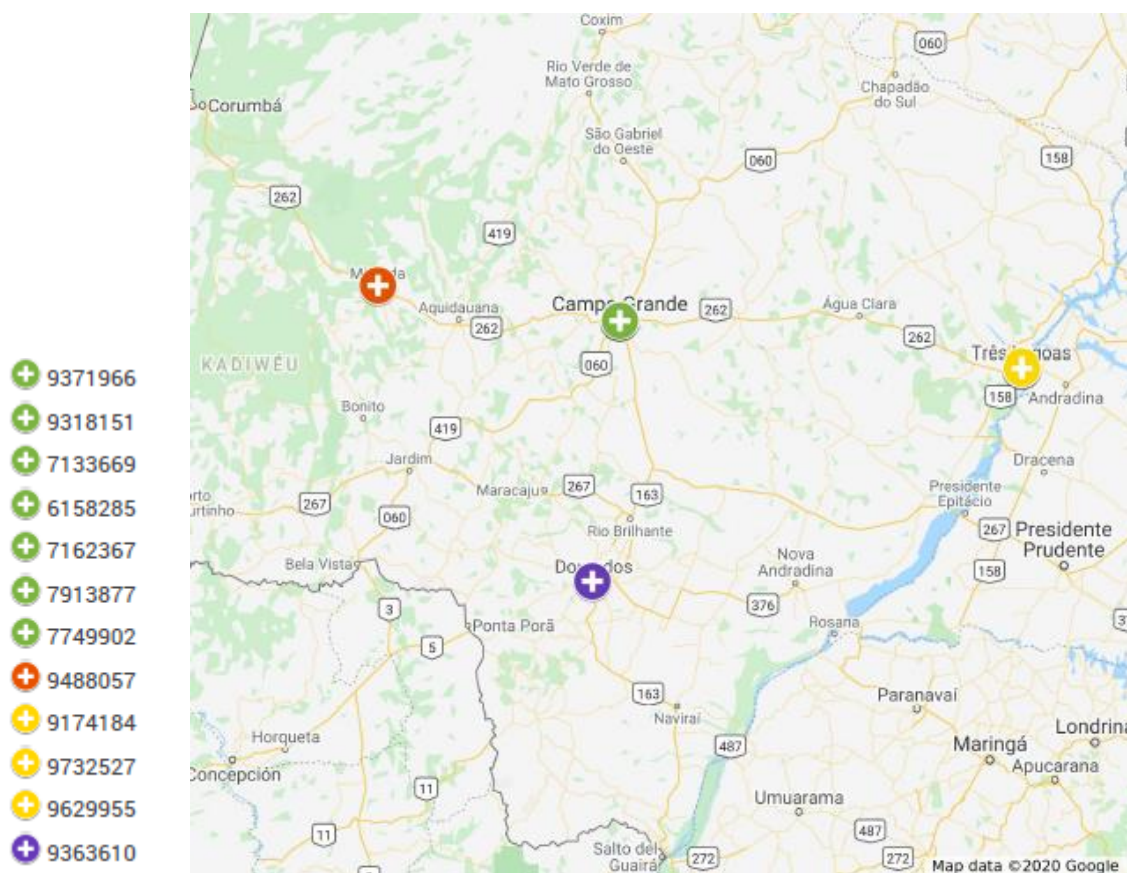 9371966
9318151
7133669
6158285
7162367
7913877
7749902
9488057
9174184
9732527
9629955
9363610
Coxim
060
Rio Verde de
Mato Grosso
Chapadão
do Sul
Corumbá
São Gabriel
do Oeste
060
158
262
419
Aquidauana
262
Campo Grande
262
Água Clara
262
Três Lagoas
KADIWÉU
060
158
Andradina
Bonito
419
Jardim
Dracena
Maracaju
267
163
Presidente
Epitácio
267
060
Rio Brilhante
267
Presidente
Prudente
Bela Vista
Dourados
Nova
Andradina
158
3
376
Ponta Porã
Rosana
5
163
Paranavaí
Naviraí
Horqueta
487
Londrina
Maringá
Concepción
Apucarana
11
Umuarama
11
487
Salto del
Guairá
272
272
Map data ©2020 Google